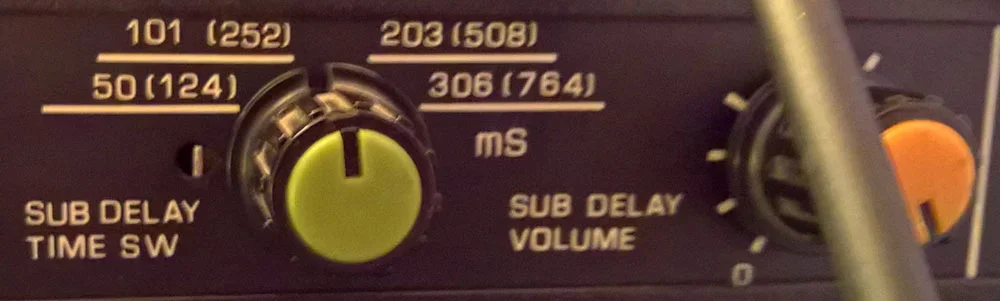 101 (252)
203 (508)
50 (124)
306 (764)
mS
SUB DELAY
TIME SW
SUB DELAY
VOLUME
0